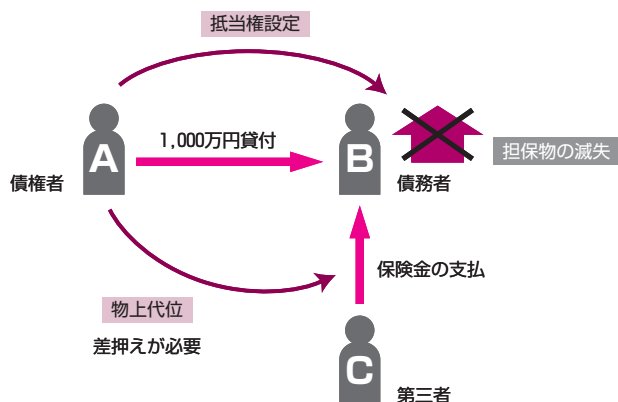 抵当権設定
1,000万円貸付
A
B
債権者
債務者
担保物の滅失
保険金の支払
物上代位
差押えが必要
C
第三者